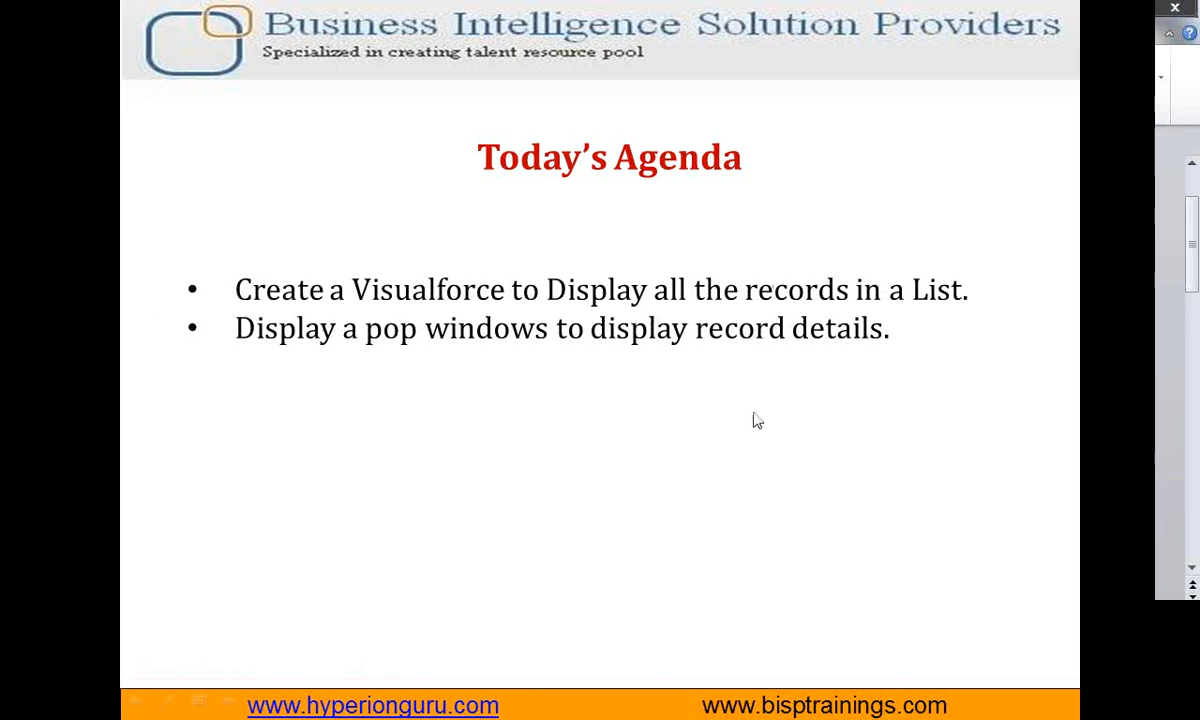 Business Intelligence Solution Providers
Specialized in creating talent resource pool
Today's Agenda
• Create a Visualforce to Display all the records in a List.
• Display a pop windows to display record details.
www.hyperionguru.com
www.bisptrainings.com